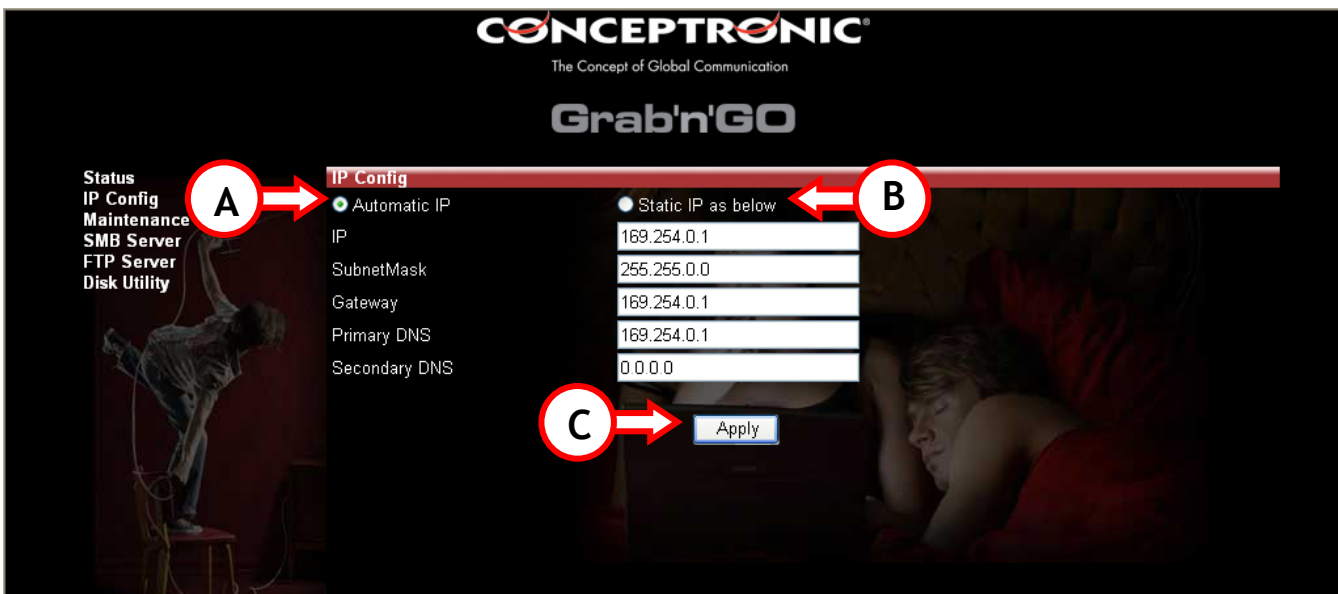 CONCEPTRONIC®
The Concept of Global Communication
Grab'n'GO
Status
IP Config
Maintenance
SMB Server
FTP Server
Disk Utility
A
IP Config
B
Automatic IP
Static IP as below
IP
169.254.0.1
SubnetMask
255.255.0.0
Gateway
169.254.0.1
Primary DNS
169.254.0.1
Secondary DNS
0.0.0.0
C
Apply